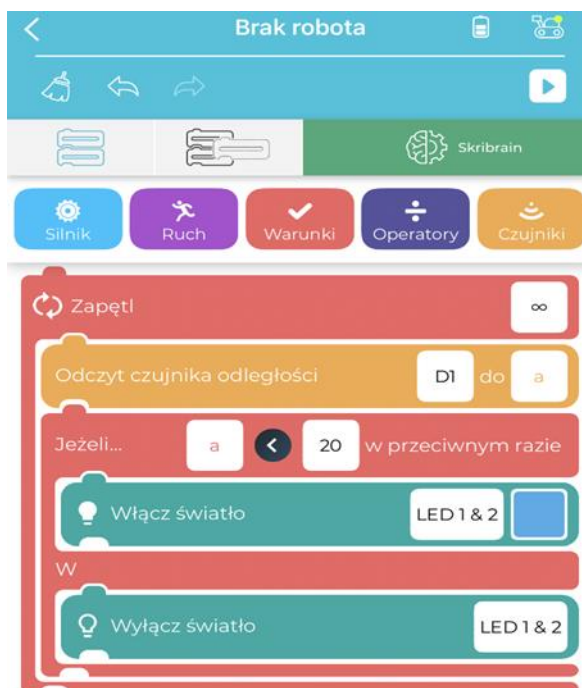 Brak robota
Skribrain
Silnik Ruch Warunki Operatory Czujniki
Zapętl ∞
Odczyt czujnika odległości D1 do a
Jeżeli... a < 20 w przeciwnym razie
Włącz światło LED 1 & 2
W
Wyłącz światło LED 1 & 2